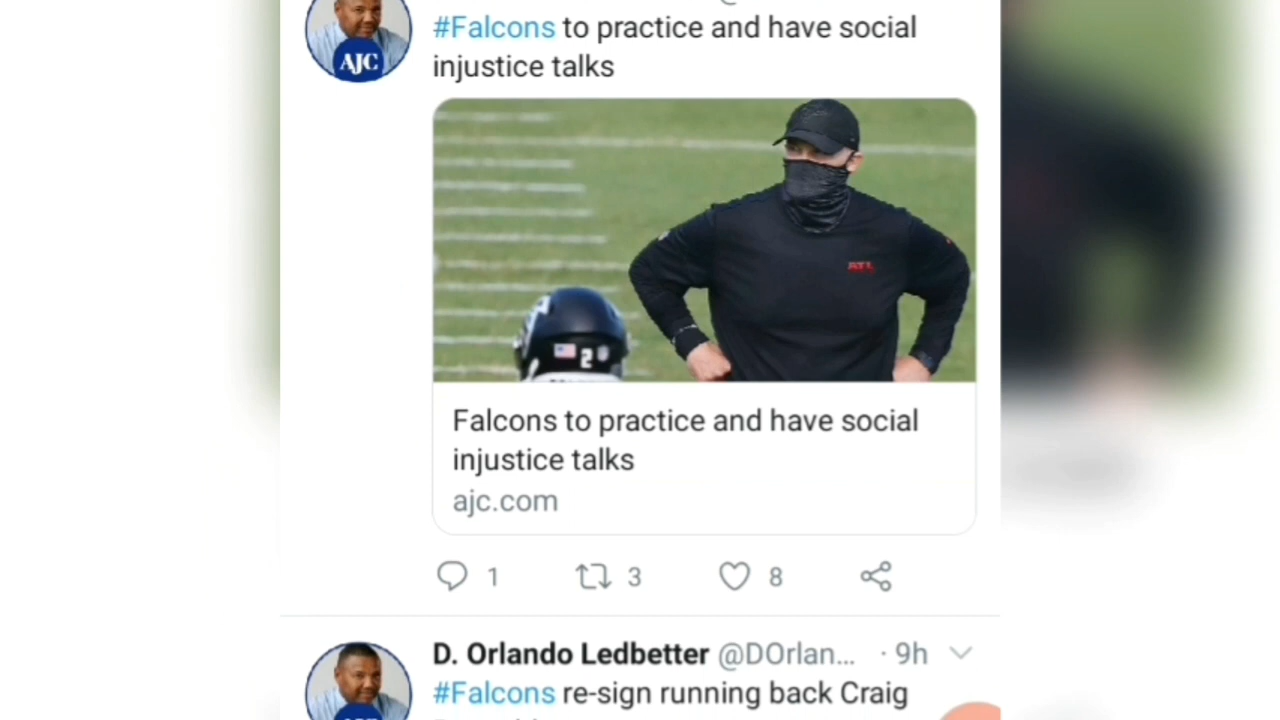 #Falcons to practice and have social
injustice talks
AJC
ATL
2
Falcons to practice and have social
injustice talks
ajc.com
1 3 8
D. Orlando Ledbetter @DOrlan... · 9h
#Falcons re-sign running back Craig